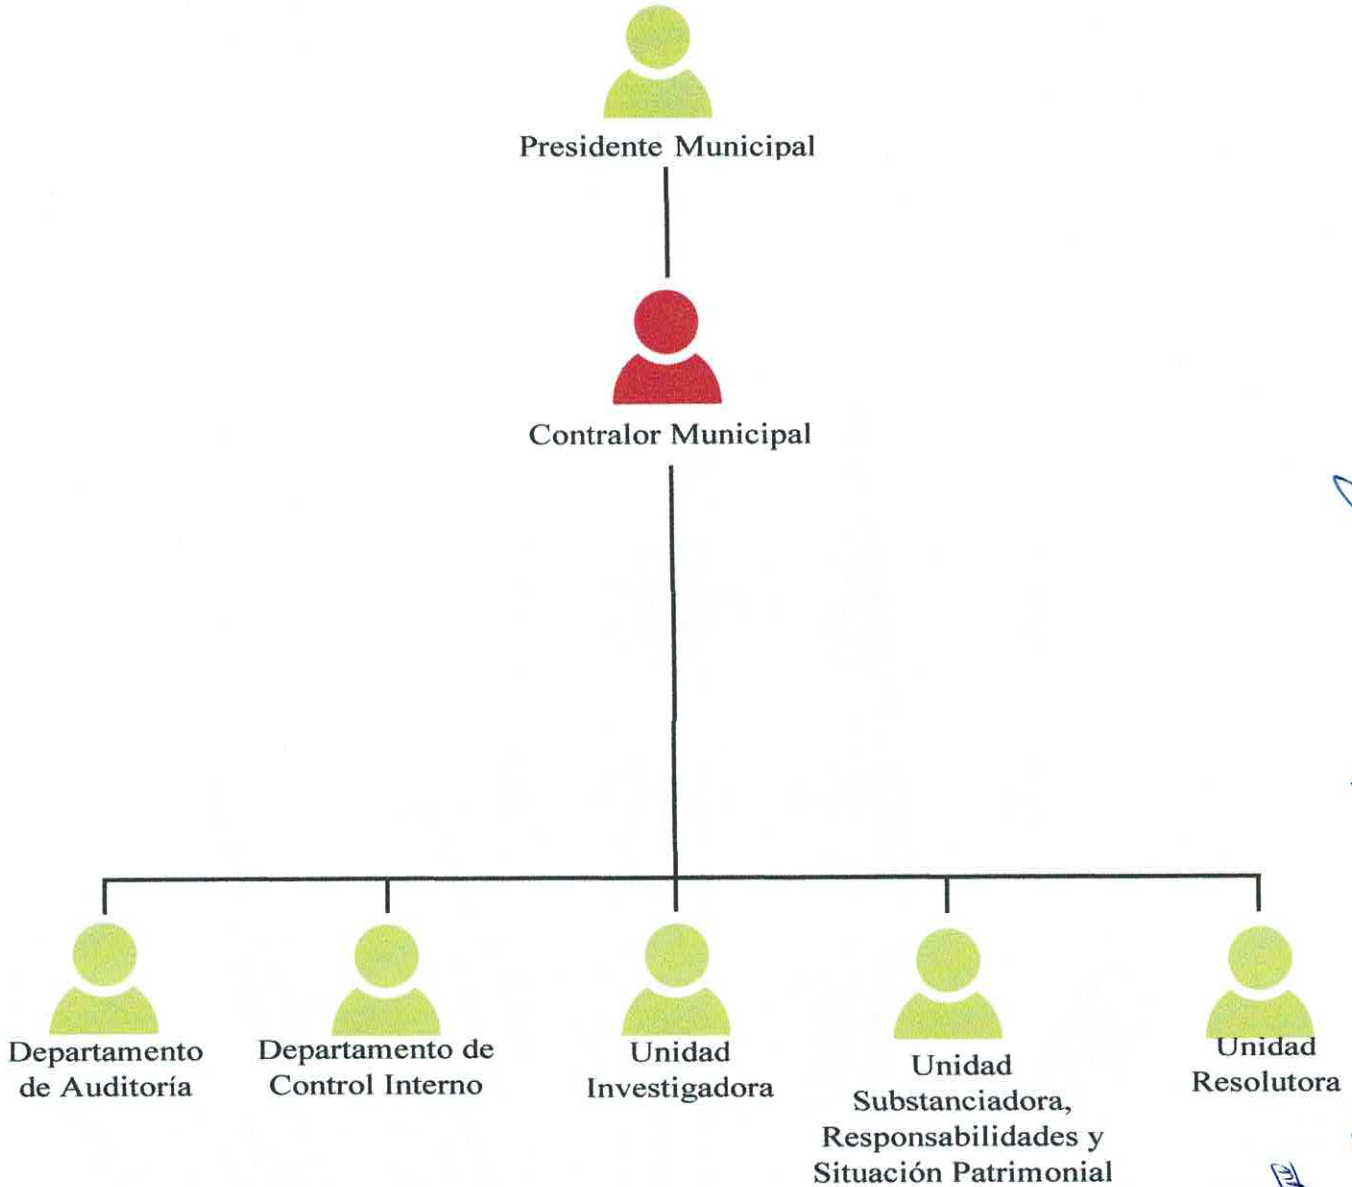 Presidente Municipal
Contralor Municipal
Departamento
de Auditoría
Departamento de
Control Interno
Unidad
Investigadora
Unidad
Substanciadora,
Responsabilidades y
Situación Patrimonial
Unidad
Resolutora